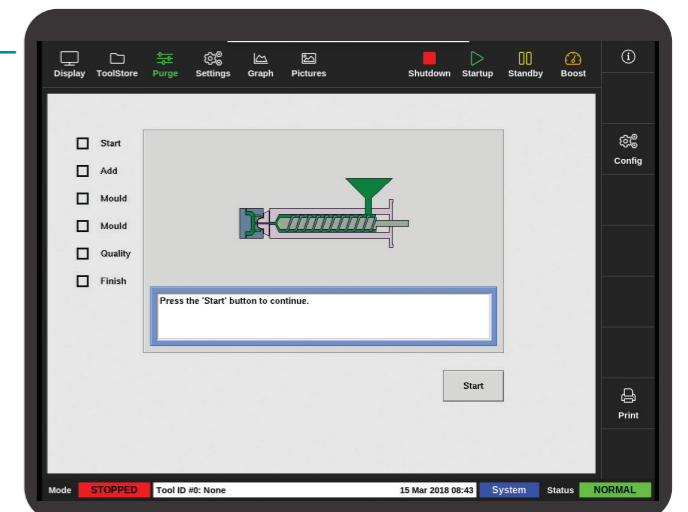 Display ToolStore Purge Settings Graph Pictures Shutdown Startup Standby Boost
Config
Print
Start
Add
Mould
Mould
Quality
Finish
Press the 'Start' button to continue.
Start
Mode STOPPED Tool ID #0: None 15 Mar 2018 08:43 System Status NORMAL